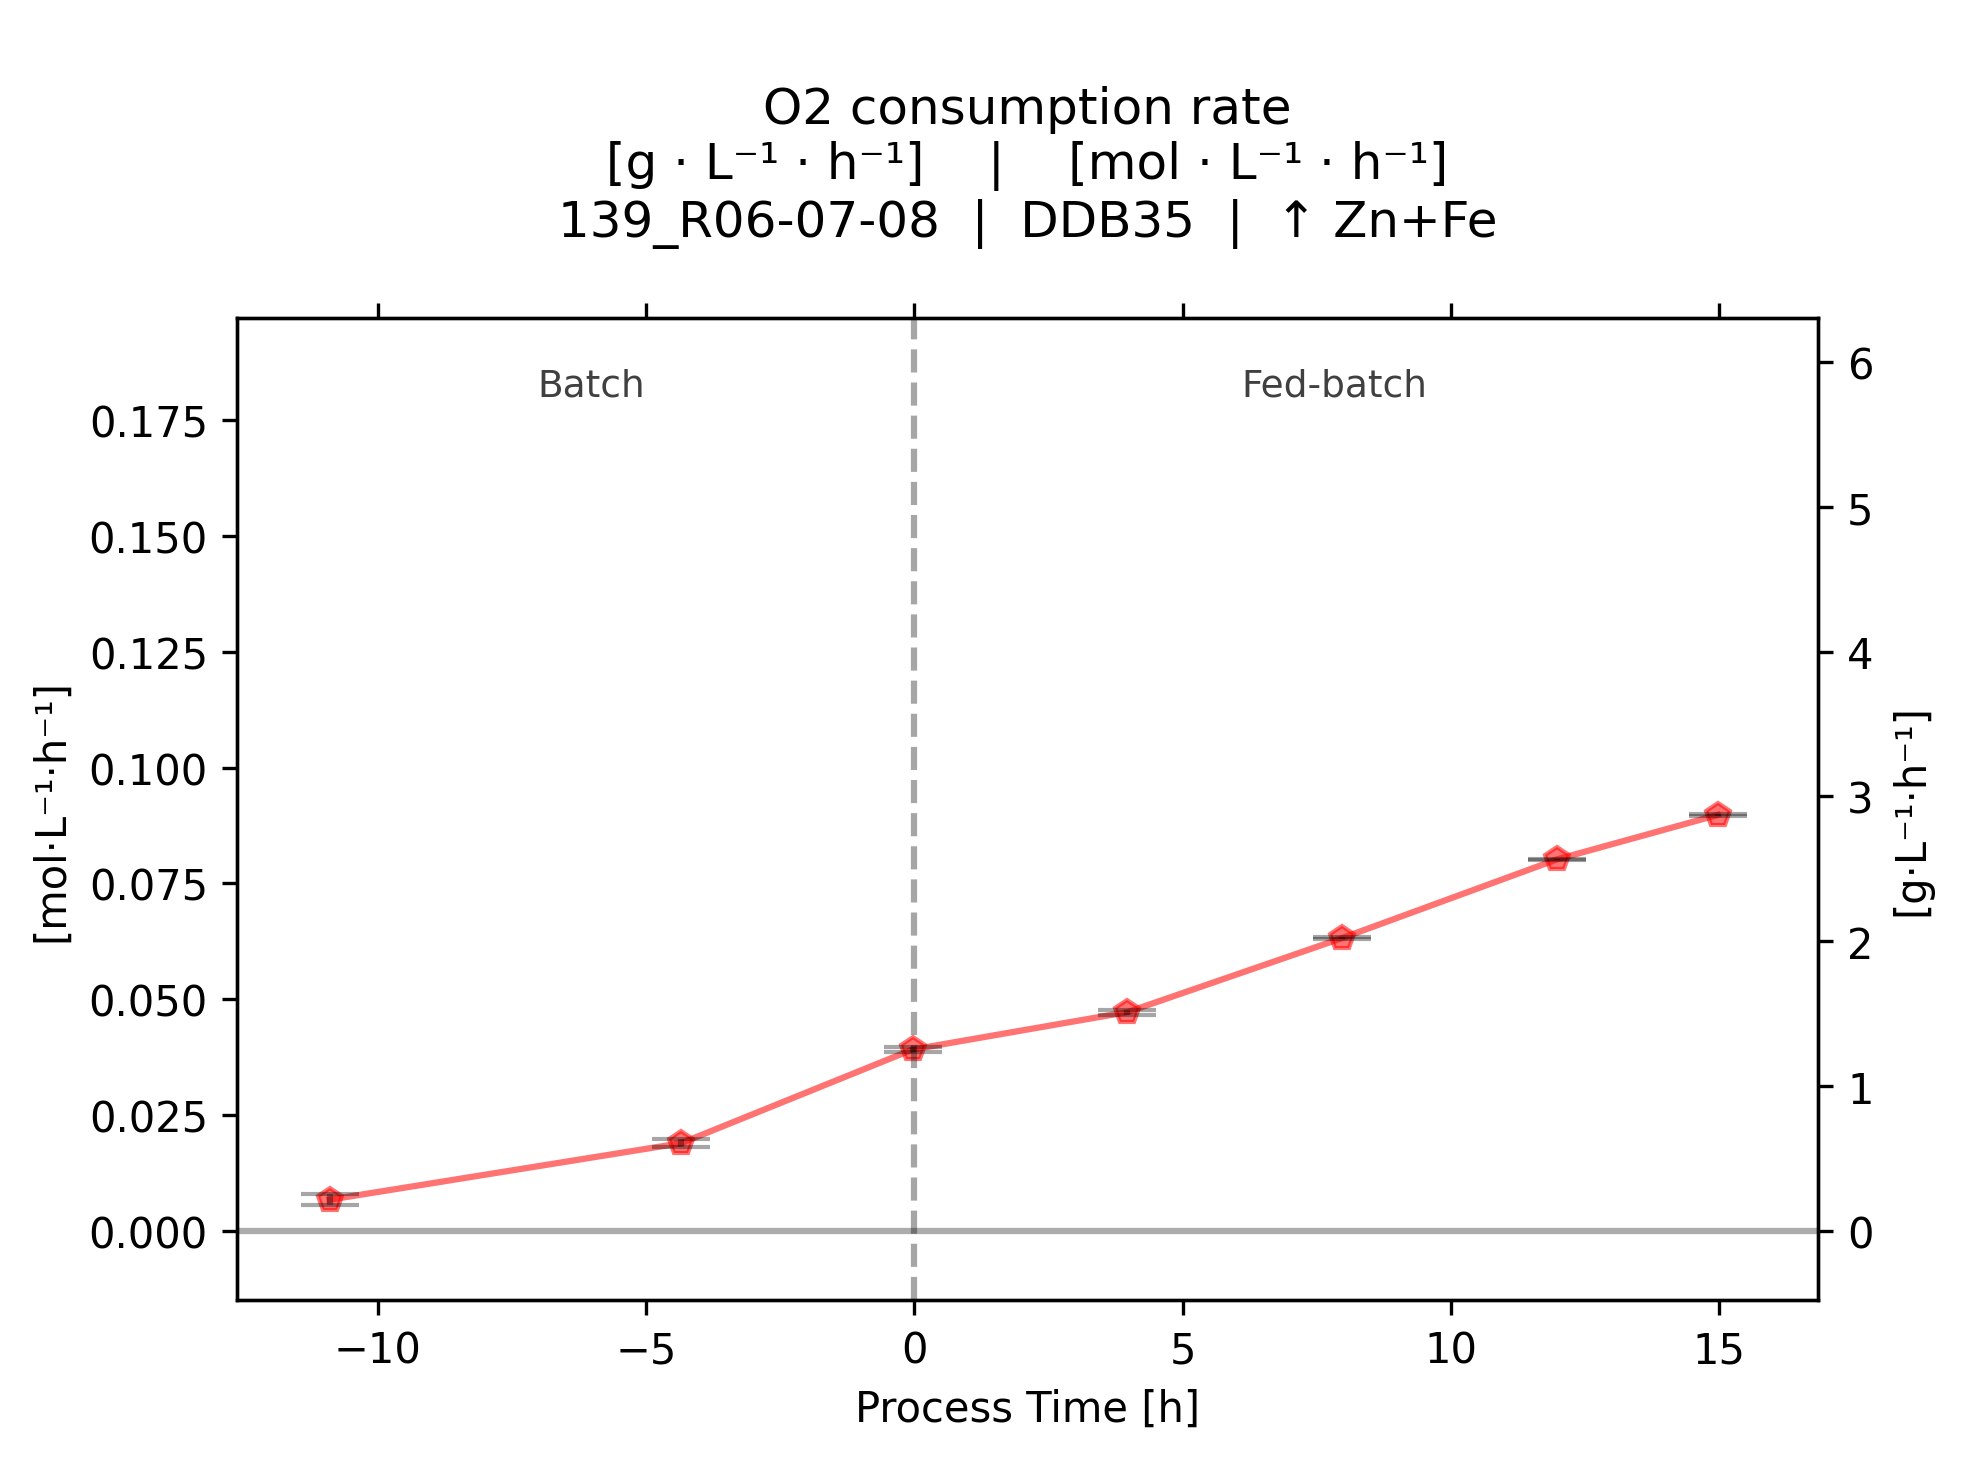 O2 consumption rate
[g · L⁻¹ · h⁻¹]    |    [mol · L⁻¹ · h⁻¹]
139_R06-07-08  |  DDB35  |  ↑ Zn+Fe
Batch
Fed-batch
0.175
0.150
0.125
0.100
0.075
0.050
0.025
0.000
[mol·L⁻¹·h⁻¹]
6
5
4
3
2
1
0
[g·L⁻¹·h⁻¹]
−10 −5 0 5 10 15
Process Time [h]